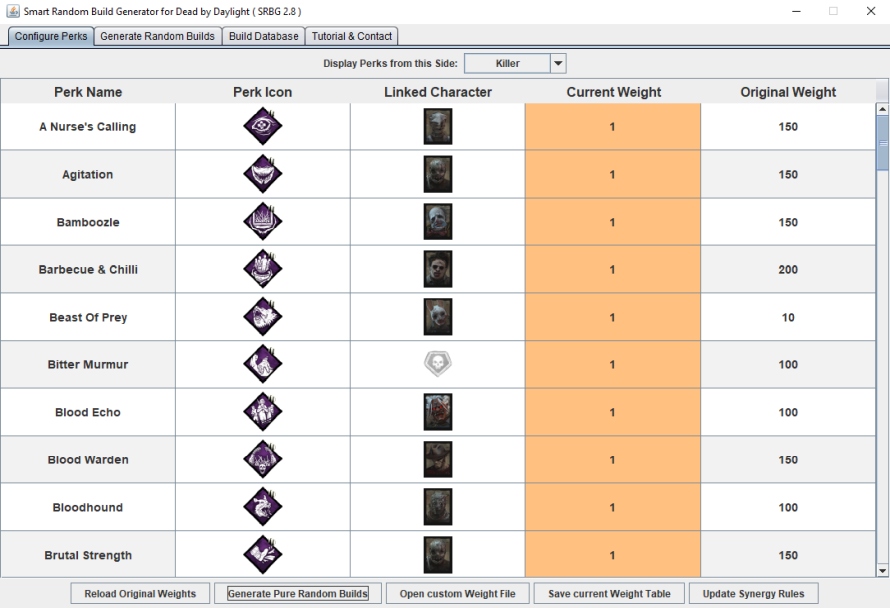 Smart Random Build Generator for Dead by Daylight ( SRBG 2.8 )
Configure Perks Generate Random Builds Build Database Tutorial & Contact
Display Perks from this Side: Killer
Perk Name Perk Icon Linked Character Current Weight Original Weight
A Nurse's Calling 1 150
Agitation 1 150
Bamboozle 1 150
Barbecue & Chilli 1 200
Beast Of Prey 1 10
Bitter Murmur 1 100
Blood Echo 1 100
Blood Warden 1 150
Bloodhound 1 100
Brutal Strength 1 150
Reload Original Weights Generate Pure Random Builds Open custom Weight File Save current Weight Table Update Synergy Rules